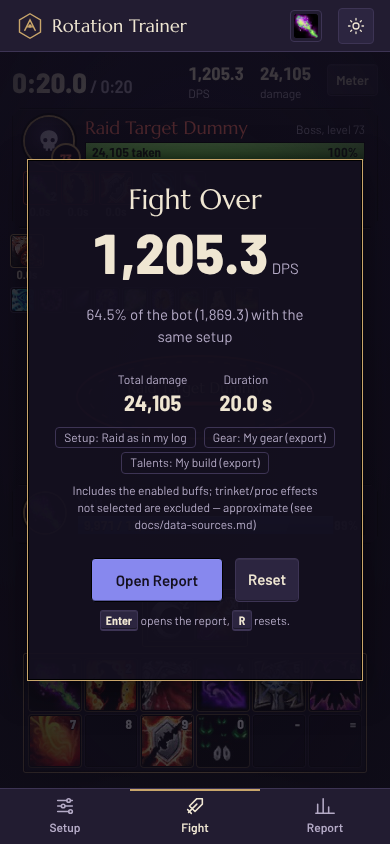 Rotation Trainer
0:20.0 / 0:20
1,205.3
DPS
24,105
damage
Meter
Raid Target Dummy
Boss, level 73
24,105 taken
100%
Fight Over
1,205.3 DPS
64.5% of the bot (1,869.3) with the
same setup
Total damage
24,105
Duration
20.0 s
Setup: Raid as in my log
Gear: My gear (export)
Talents: My build (export)
Includes the enabled buffs; trinket/proc effects
not selected are excluded — approximate (see
docs/data-sources.md)
Open Report
Reset
Enter opens the report, R resets.
7
8
9
0
-
=
Setup
Fight
Report